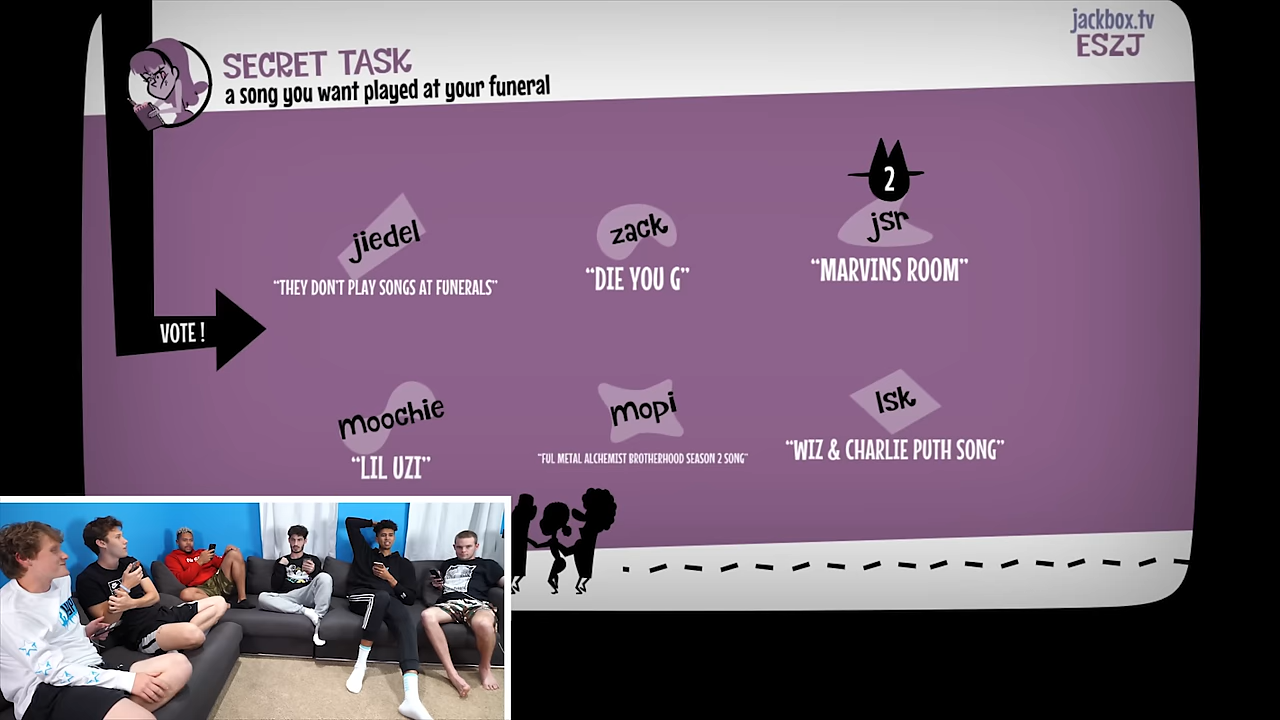 jackbox.tv
ESZJ
SECRET TASK
a song you want played at your funeral
2
jiedel
"THEY DON'T PLAY SONGS AT FUNERALS"
zack
"DIE YOU G"
jsr
"MARVINS ROOM"
VOTE !
moochie
"LIL UZI"
mopi
"FUL METAL ALCHEMIST BROTHERHOOD SEASON 2 SONG"
lsk
"WIZ & CHARLIE PUTH SONG"